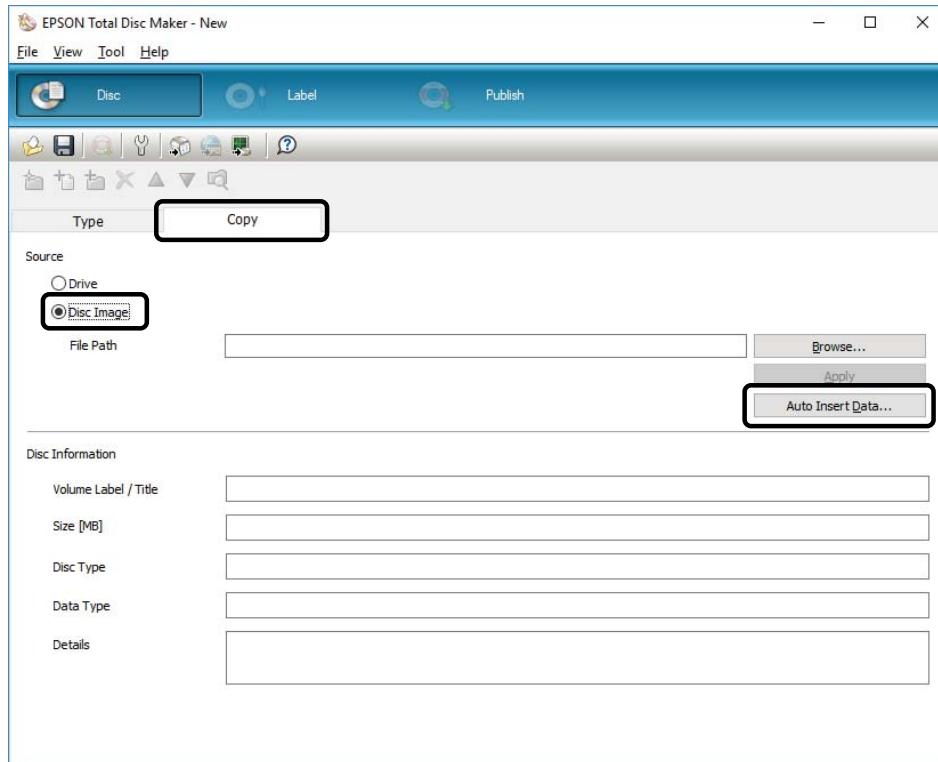 EPSON Total Disc Maker - New
File View Tool Help
Disc Label Publish
Type Copy
Source
Drive
Disc Image
File Path Browse...
Apply
Auto Insert Data...
Disc Information
Volume Label / Title
Size [MB]
Disc Type
Data Type
Details